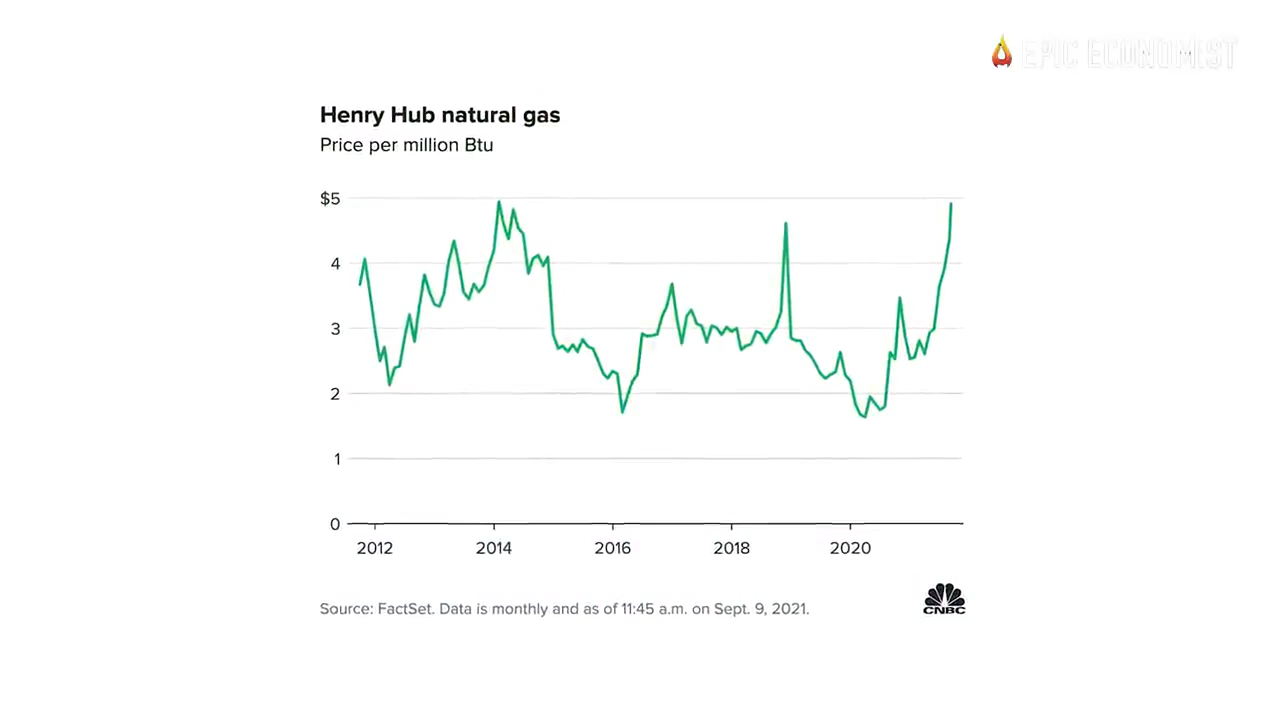 EPIC ECONOMIST
Henry Hub natural gas
Price per million Btu
$5
4
3
2
1
0
2012 2014 2016 2018 2020
Source: FactSet. Data is monthly and as of 11:45 a.m. on Sept. 9, 2021.
CNBC